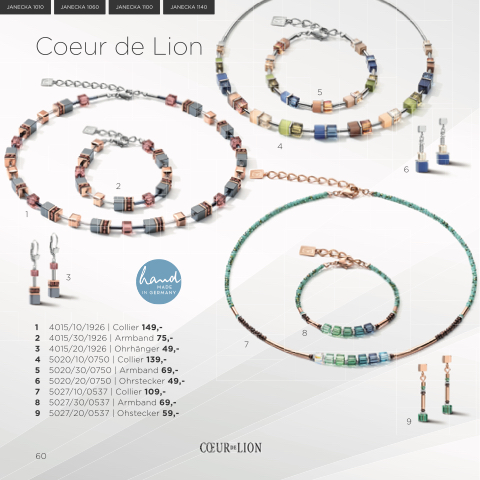 JANECKA 1010 JANECKA 1060 JANECKA 1100 JANECKA 1140
Coeur de Lion
5
4
6
2
1
3
hand
MADE
IN GERMANY
8
7
9
1 4015/10/1926 | Collier 149,-
2 4015/30/1926 | Armband 75,-
3 4015/20/1926 | Ohrhänger 49,-
4 5020/10/0750 | Collier 139,-
5 5020/30/0750 | Armband 69,-
6 5020/20/0750 | Ohrstecker 49,-
7 5027/10/0537 | Collier 109,-
8 5027/30/0537 | Armband 69,-
9 5027/20/0537 | Ohstecker 59,-
CŒUR DE LION
60